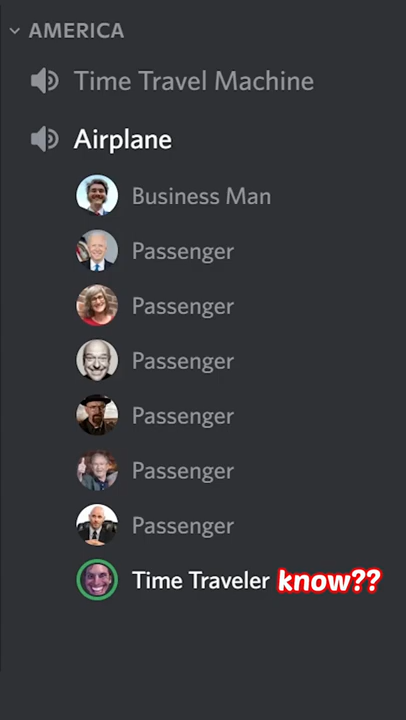 AMERICA
Time Travel Machine
Airplane
Business Man
Passenger
Passenger
Passenger
Passenger
Passenger
Passenger
Time Traveler know??